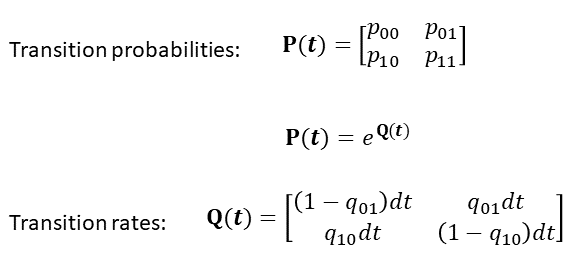 Transition probabilities: P(t) = [p₀₀ p₀₁
p₁₀ p₁₁]
P(t) = e^Q(t)
Transition rates: Q(t) = [(1 − q₀₁)dt q₀₁dt
q₁₀dt (1 − q₁₀)dt]